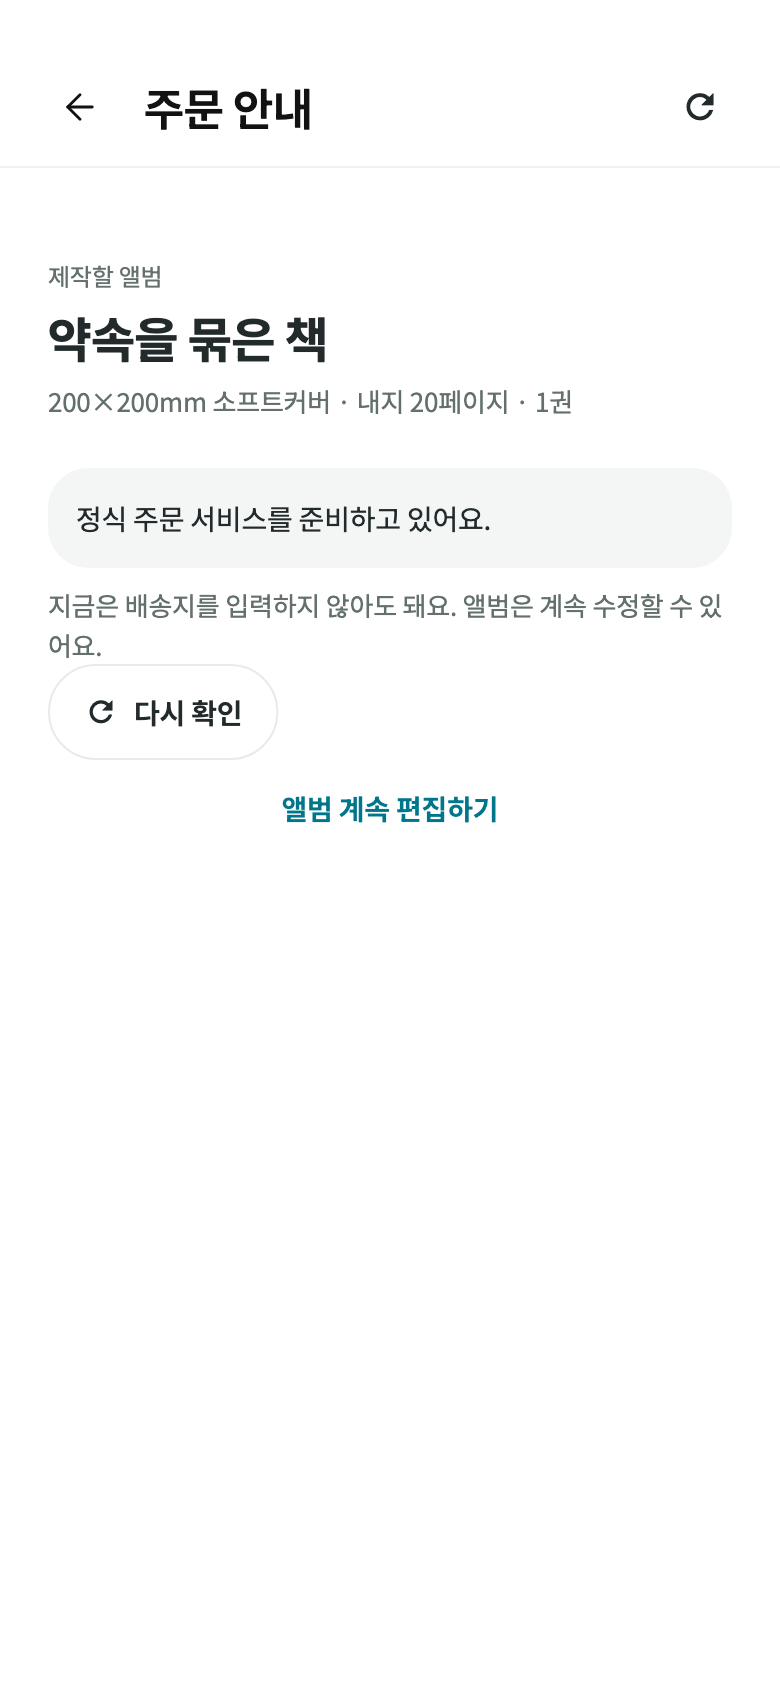 주문 안내
제작할 앨범
약속을 묶은 책
200×200mm 소프트커버 · 내지 20페이지 · 1권
정식 주문 서비스를 준비하고 있어요.
지금은 배송지를 입력하지 않아도 돼요. 앨범은 계속 수정할 수 있
어요.
다시 확인
앨범 계속 편집하기